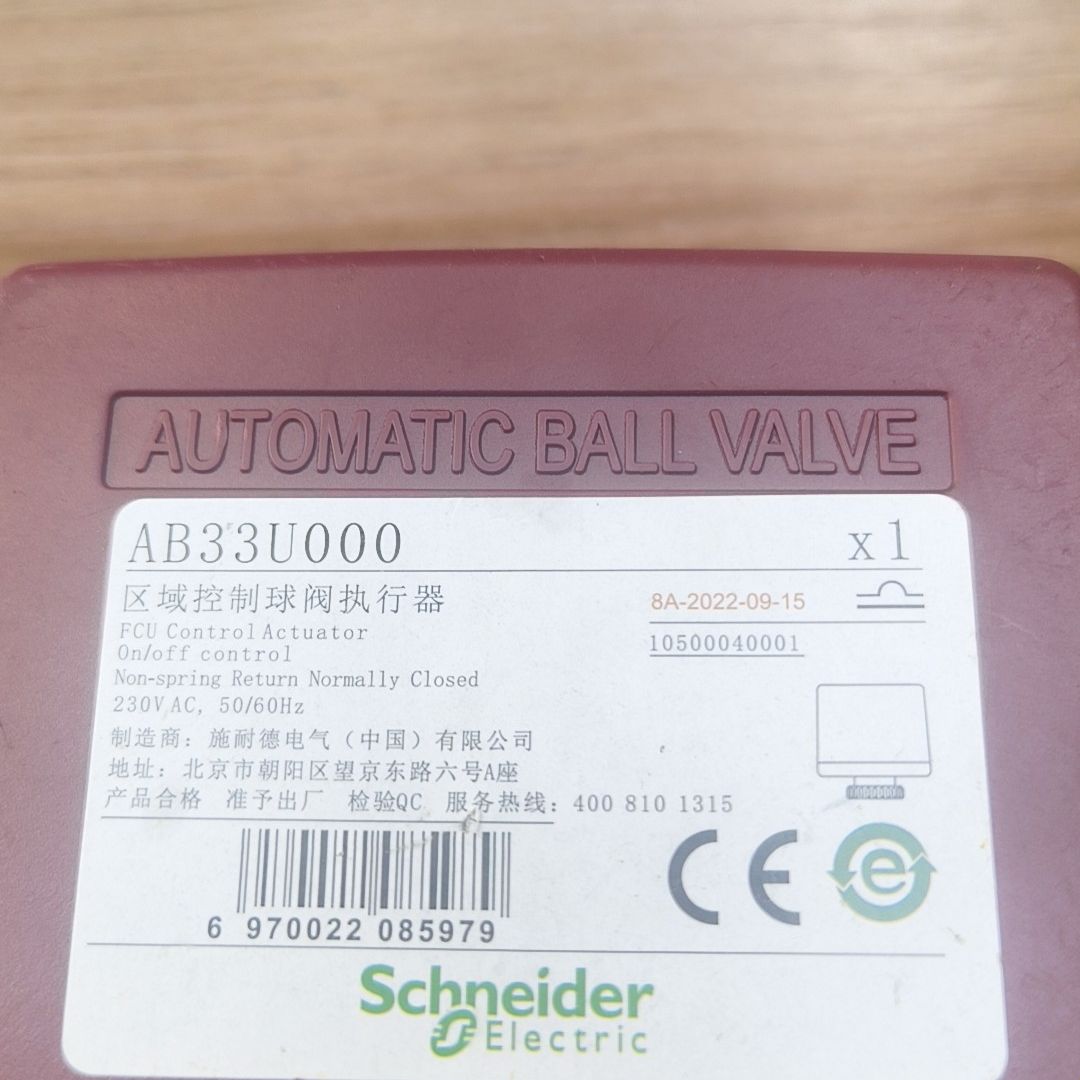 AUTOMATIC BALL VALVE
AB33U000 x1
区域控制球阀执行器
8A-2022-09-15
FCU Control Actuator
10500040001
On/off control
Non-spring Return Normally Closed
230V AC, 50/60Hz
制造商：施耐德电气（中国）有限公司
地址：北京市朝阳区望京东路六号A座
产品合格 准予出厂 检验QC 服务热线：400 810 1315
CE e
6 970022 085979
Schneider
Electric